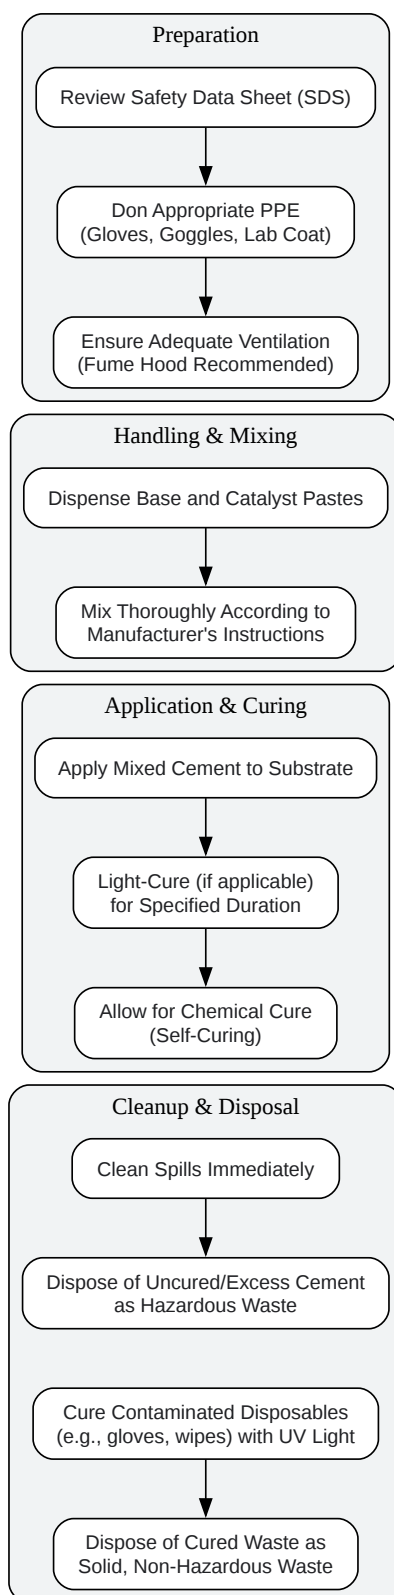 Preparation
Review Safety Data Sheet (SDS)
Don Appropriate PPE
(Gloves, Goggles, Lab Coat)
Ensure Adequate Ventilation
(Fume Hood Recommended)
Handling & Mixing
Dispense Base and Catalyst Pastes
Mix Thoroughly According to
Manufacturer's Instructions
Application & Curing
Apply Mixed Cement to Substrate
Light-Cure (if applicable)
for Specified Duration
Allow for Chemical Cure
(Self-Curing)
Cleanup & Disposal
Clean Spills Immediately
Dispose of Uncured/Excess Cement
as Hazardous Waste
Cure Contaminated Disposables
(e.g., gloves, wipes) with UV Light
Dispose of Cured Waste as
Solid, Non-Hazardous Waste